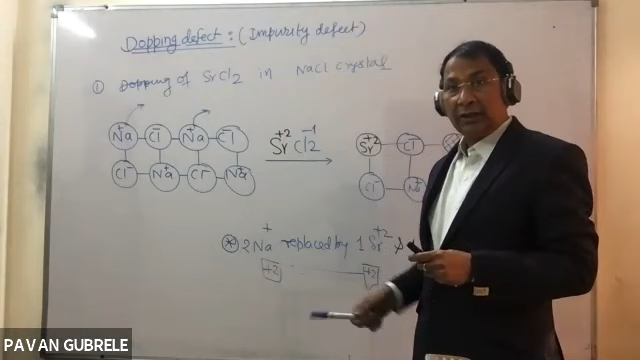 Dopping defect : (Impurity defect)
① Dopping of SrCl2 in NaCl crystal
Na+ Cl- Na+ Cl-
Sr+2 Cl2-1
Sr+2 Cl-
Cl- Na+ Cl- Na+
Cl- Na+
* 2Na+ replaced by 1 Sr+2
+2 +2
PAVAN GUBRELE